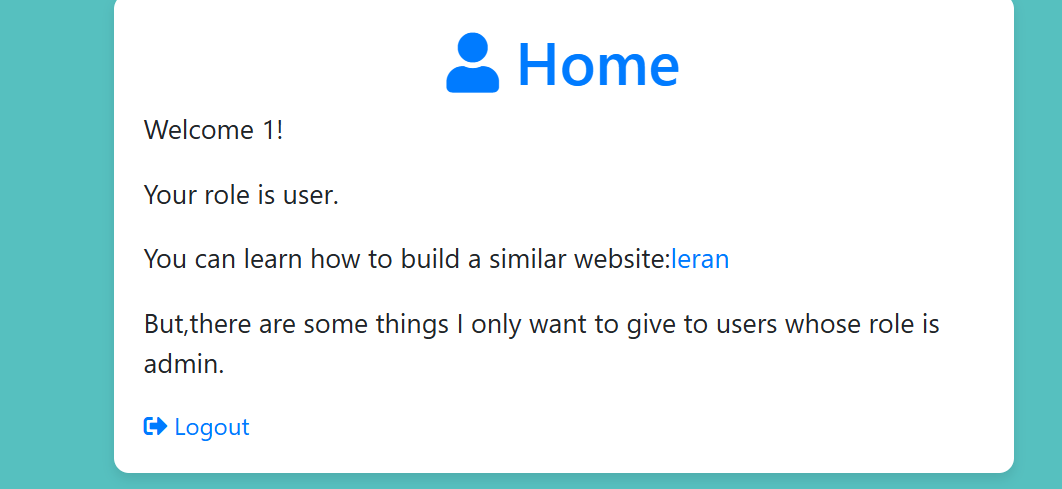 Home
Welcome 1!
Your role is user.
You can learn how to build a similar website:leran
But,there are some things I only want to give to users whose role is
admin.
Logout